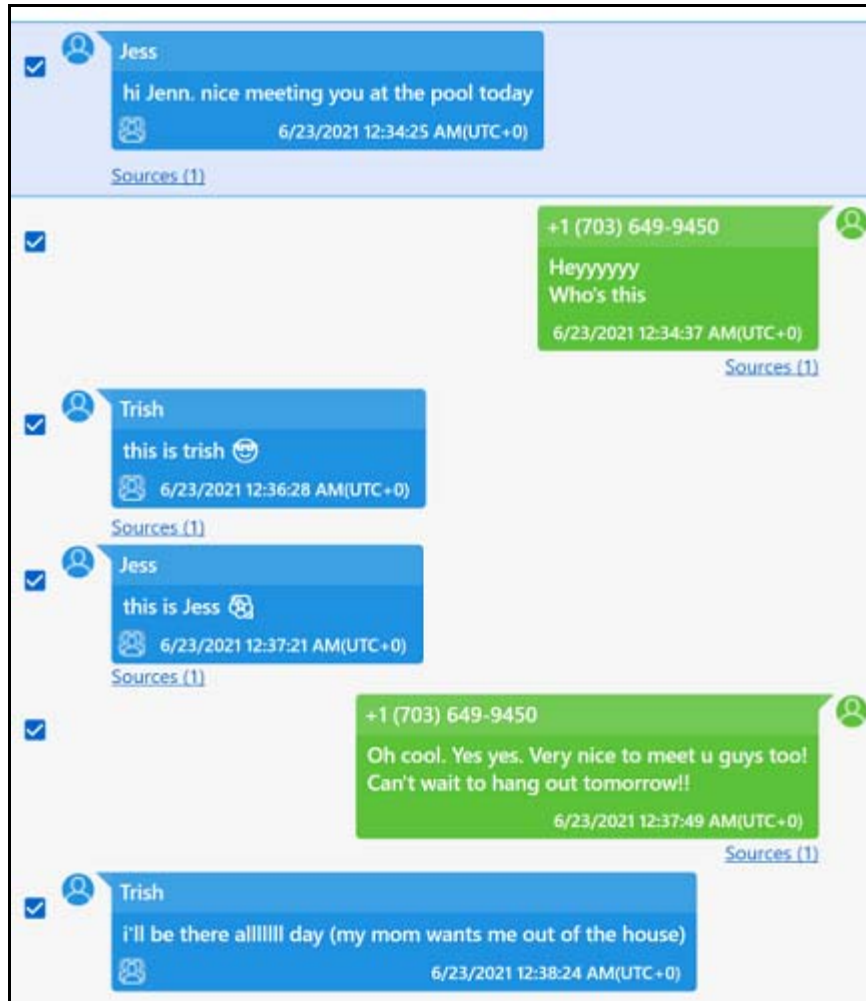 Jess
hi Jenn. nice meeting you at the pool today
6/23/2021 12:34:25 AM(UTC+0)
Sources (1)
+1 (703) 649-9450
Heyyyyyy
Who's this
6/23/2021 12:34:37 AM(UTC+0)
Sources (1)
Trish
this is trish 😎
6/23/2021 12:36:28 AM(UTC+0)
Sources (1)
Jess
this is Jess
6/23/2021 12:37:21 AM(UTC+0)
Sources (1)
+1 (703) 649-9450
Oh cool. Yes yes. Very nice to meet u guys too!
Can't wait to hang out tomorrow!!
6/23/2021 12:37:49 AM(UTC+0)
Sources (1)
Trish
i'll be there alllllll day (my mom wants me out of the house)
6/23/2021 12:38:24 AM(UTC+0)